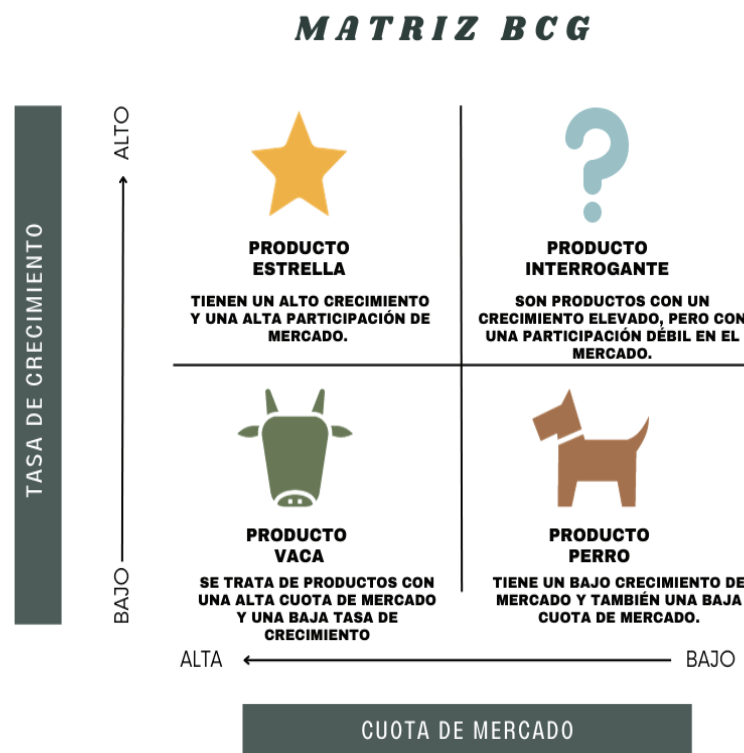 MATRIZ BCG
TASA DE CRECIMIENTO
ALTO
BAJO
PRODUCTO
ESTRELLA
TIENEN UN ALTO CRECIMIENTO
Y UNA ALTA PARTICIPACIÓN DE
MERCADO.
PRODUCTO
INTERROGANTE
SON PRODUCTOS CON UN
CRECIMIENTO ELEVADO, PERO CON
UNA PARTICIPACIÓN DÉBIL EN EL
MERCADO.
PRODUCTO
VACA
SE TRATA DE PRODUCTOS CON
UNA ALTA CUOTA DE MERCADO
Y UNA BAJA TASA DE
CRECIMIENTO
PRODUCTO
PERRO
TIENE UN BAJO CRECIMIENTO DE
MERCADO Y TAMBIÉN UNA BAJA
CUOTA DE MERCADO.
ALTA
BAJO
CUOTA DE MERCADO